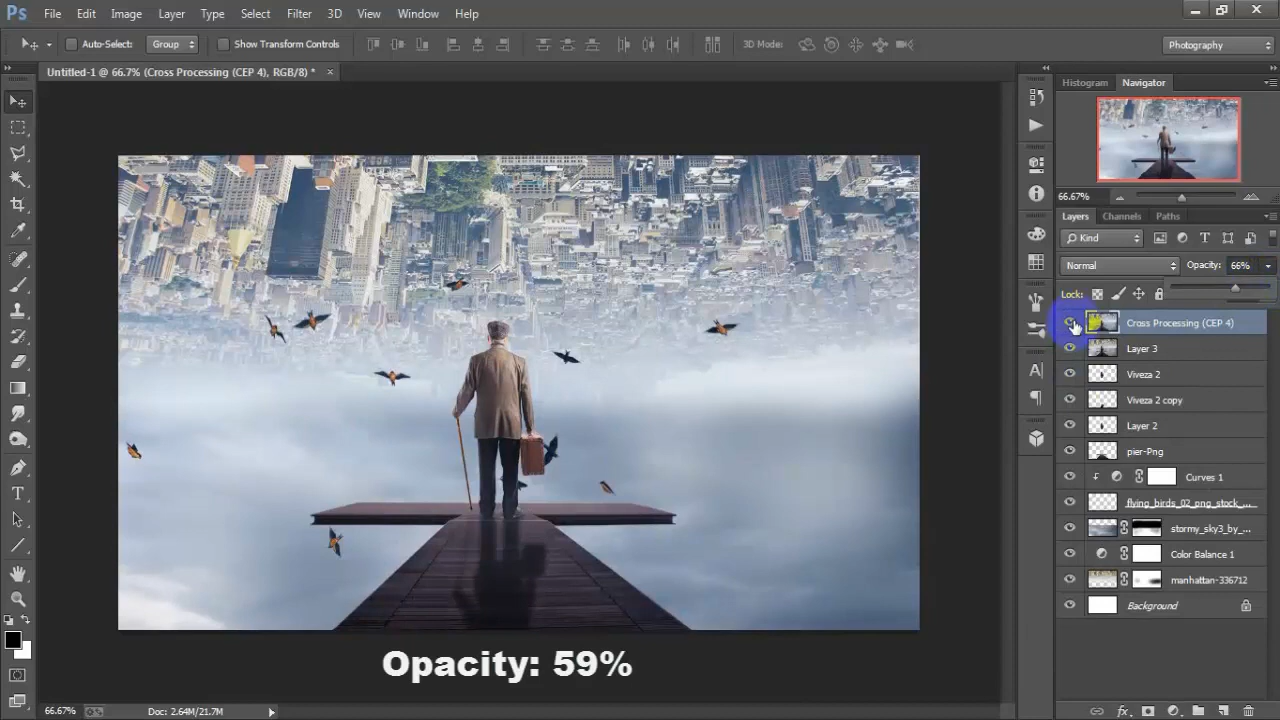 Ps File Edit Image Layer Type Select Filter 3D View Window Help
Auto-Select: Group Show Transform Controls 3D Mode: Photography
Untitled-1 @ 66.7% (Cross Processing (CEP 4), RGB/8) * ×
Histogram Navigator
66.67%
Layers Channels Paths
Kind
Normal Opacity: 66%
Lock:
Cross Processing (CEP 4)
Layer 3
Viveza 2
Viveza 2 copy
Layer 2
pier-Png
Curves 1
flying_birds_02_png_stock_...
stormy_sky3_by_...
Color Balance 1
manhattan-336712
Background
Opacity: 59%
66.67% Doc: 2.64M/21.7M